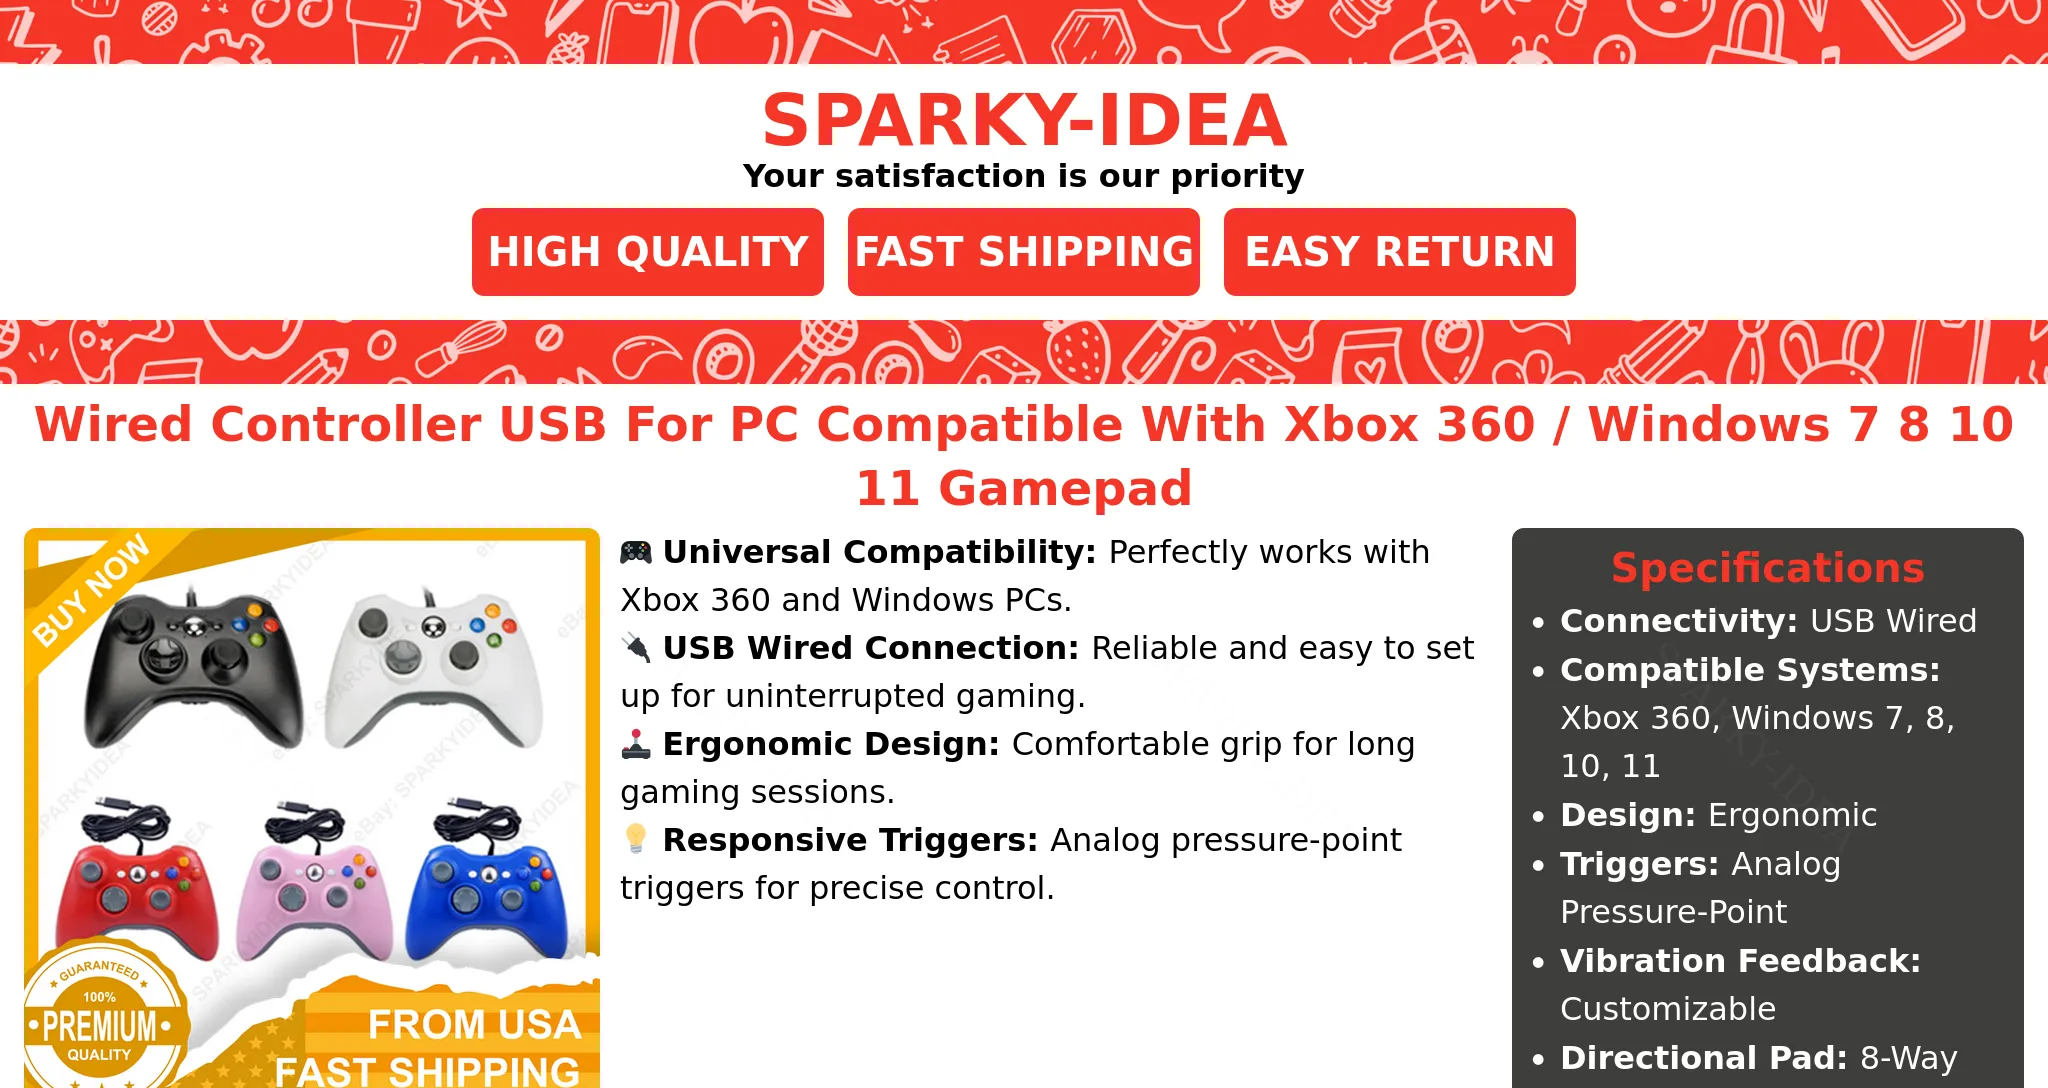 SPARKY-IDEA
Your satisfaction is our priority
HIGH QUALITY
FAST SHIPPING
EASY RETURN
Wired Controller USB For PC Compatible With Xbox 360 / Windows 7 8 10
11 Gamepad
BUY NOW
GUARANTEED
100%
PREMIUM
QUALITY
FROM USA
FAST SHIPPING
🎮 Universal Compatibility: Perfectly works with
Xbox 360 and Windows PCs.
🔌 USB Wired Connection: Reliable and easy to set
up for uninterrupted gaming.
🕹️ Ergonomic Design: Comfortable grip for long
gaming sessions.
💡 Responsive Triggers: Analog pressure-point
triggers for precise control.
Specifications
• Connectivity: USB Wired
• Compatible Systems:
Xbox 360, Windows 7, 8,
10, 11
• Design: Ergonomic
• Triggers: Analog
Pressure-Point
• Vibration Feedback:
Customizable
• Directional Pad: 8-Way
eBay: SPARKYIDEA
SPARKY-IDEA